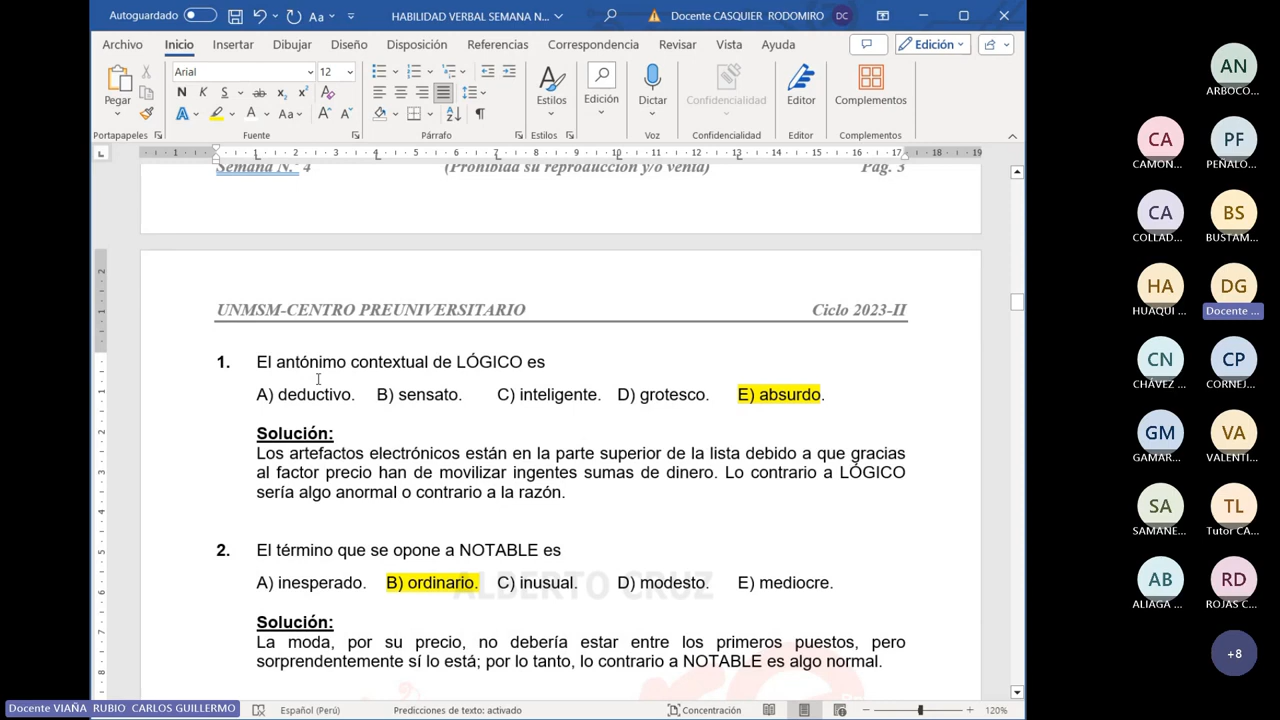 Autoguardado
HABILIDAD VERBAL SEMANA N...
Docente CASQUIER RODOMIRO
DC
Archivo
Inicio
Insertar
Dibujar
Diseño
Disposición
Referencias
Correspondencia
Revisar
Vista
Ayuda
Edición
Arial
12
Pegar
Estilos
Edición
Dictar
Confidencialidad
Editor
Complementos
Portapapeles
Fuente
Párrafo
Estilos
Voz
Confidencialidad
Editor
Complementos
Semana N.º 4 (Prohibida su reproducción y/o venta) Pág. 3
UNMSM-CENTRO PREUNIVERSITARIO Ciclo 2023-II
1. El antónimo contextual de LÓGICO es
A) deductivo. B) sensato. C) inteligente. D) grotesco. E) absurdo.
Solución:
Los artefactos electrónicos están en la parte superior de la lista debido a que gracias
al factor precio han de movilizar ingentes sumas de dinero. Lo contrario a LÓGICO
sería algo anormal o contrario a la razón.
2. El término que se opone a NOTABLE es
A) inesperado. B) ordinario. C) inusual. D) modesto. E) mediocre.
ALBERTO CRUZ
Solución:
La moda, por su precio, no debería estar entre los primeros puestos, pero
sorprendentemente sí lo está; por lo tanto, lo contrario a NOTABLE es algo normal.
Docente VIAÑA RUBIO CARLOS GUILLERMO
Español (Perú)
Predicciones de texto: activado
Concentración
120%
AN
ARBOCO...
CA
CAMON...
PF
PEÑALO...
CA
COLLAD...
BS
BUSTAM...
HA
HUAQUI ...
DG
Docente ...
CN
CHÁVEZ ...
CP
CORNEJ...
GM
GAMAR...
VA
VALENTI...
SA
SAMANE...
TL
Tutor CA...
AB
ALIAGA ...
RD
ROJAS C...
+8